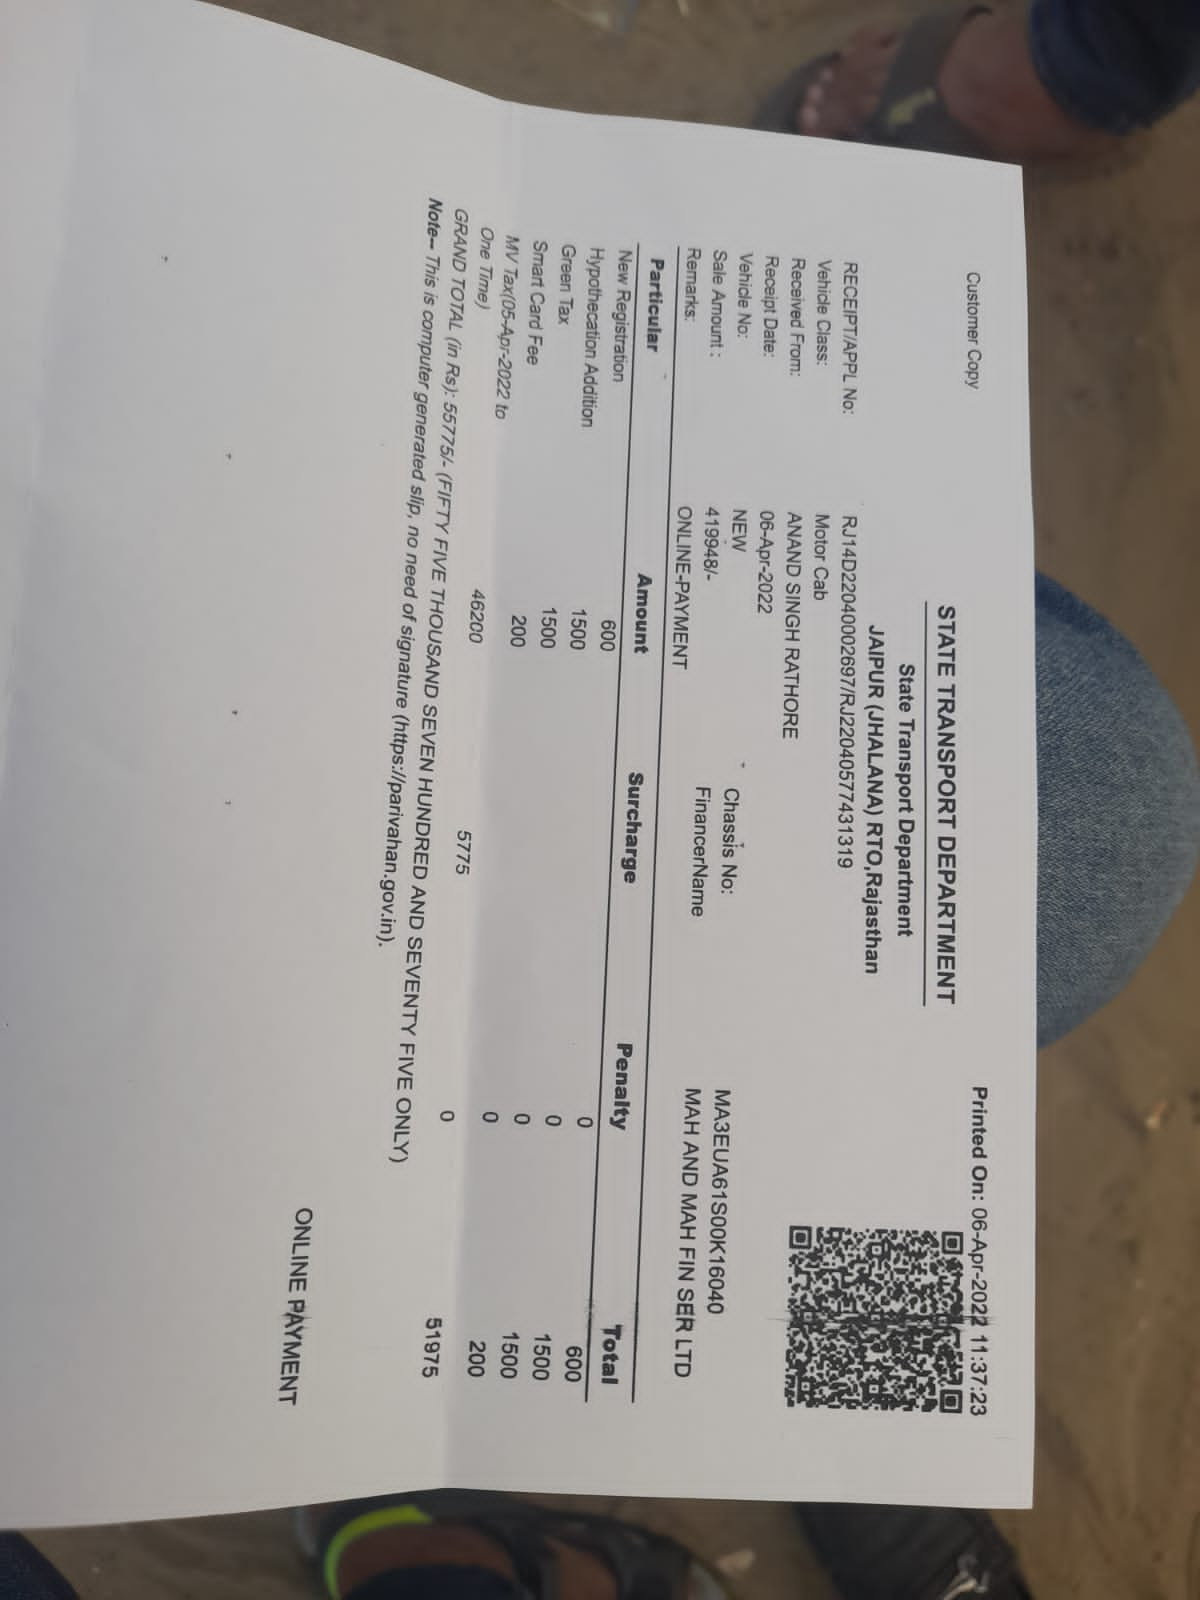 Customer Copy
Printed On: 06-Apr-2022 11:37:23
STATE TRANSPORT DEPARTMENT
State Transport Department
JAIPUR (JHALANA) RTO,Rajasthan
RECEIPT/APPL No: RJ14D22040002697/RJ22040577431319
Vehicle Class: Motor Cab
Received From: ANAND SINGH RATHORE
Receipt Date: 06-Apr-2022
Vehicle No: NEW Chassis No: MA3EUA61S00K16040
Sale Amount : 419948/- FinancerName MAH AND MAH FIN SER LTD
Remarks: ONLINE-PAYMENT
Particular Amount Surcharge Penalty Total
New Registration 600 0 600
Hypothecation Addition 1500 0 1500
Green Tax 1500 0 1500
Smart Card Fee 200 0 200
MV Tax(05-Apr-2022 to
One Time) 46200 5775 0 51975
GRAND TOTAL (in Rs): 55775/- (FIFTY FIVE THOUSAND SEVEN HUNDRED AND SEVENTY FIVE ONLY)
Note-- This is computer generated slip, no need of signature (https://parivahan.gov.in).
ONLINE PAYMENT